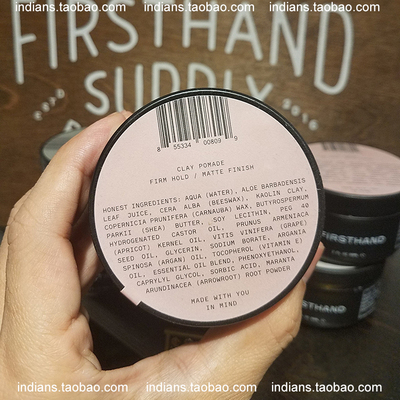 indians.taobao.com indians.taobao.com indians.taobao.com
FIRSTHAND
SUPPLY
2016
8 55334 00809 9
CLAY POMADE
FIRM HOLD / MATTE FINISH
HONEST INGREDIENTS: AQUA (WATER), ALOE BARBADENSIS
LEAF JUICE, CERA ALBA (BEESWAX), KAOLIN CLAY,
COPERNICIA PRUNIFERA (CARNAUBA) WAX, BUTYROSPERMUM
PARKII (SHEA) BUTTER, SOY LECITHIN, PEG 40
HYDROGENATED CASTOR OIL, PRUNUS ARMENIACA
(APRICOT) KERNEL OIL, VITIS VINIFERA (GRAPE)
SEED OIL, GLYCERIN, SODIUM BORATE, ARGANIA
SPINOSA (ARGAN) OIL, TOCOPHEROL (VITAMIN E)
OIL, ESSENTIAL OIL BLEND, PHENOXYETHANOL,
CAPRYLYL GLYCOL, SORBIC ACID, MARANTA
ARUNDINACEA (ARROWROOT) ROOT POWDER
MADE WITH YOU
IN MIND
FIRSTHAND
FIRSTHAND
indians.taobao.com indians.taobao.com indians.taobao.com